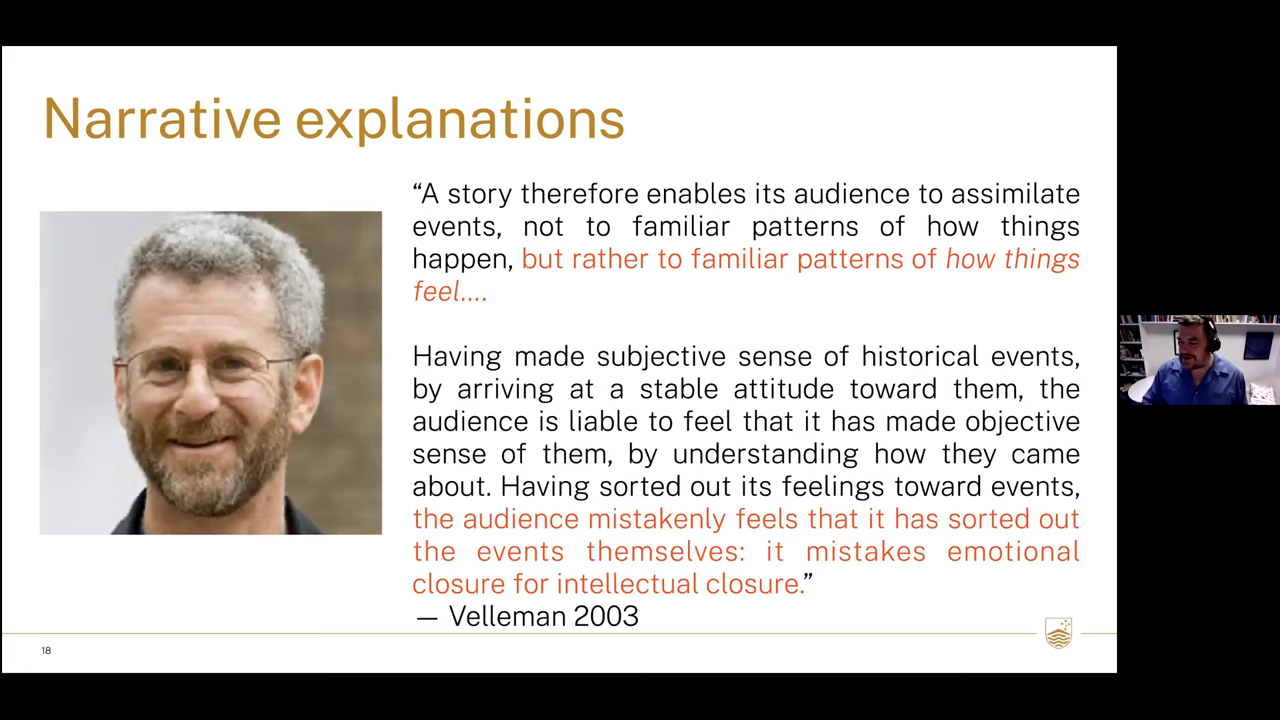 Narrative explanations
“A story therefore enables its audience to assimilate
events, not to familiar patterns of how things
happen, but rather to familiar patterns of how things
feel....
Having made subjective sense of historical events,
by arriving at a stable attitude toward them, the
audience is liable to feel that it has made objective
sense of them, by understanding how they came
about. Having sorted out its feelings toward events,
the audience mistakenly feels that it has sorted out
the events themselves: it mistakes emotional
closure for intellectual closure.”
— Velleman 2003
18